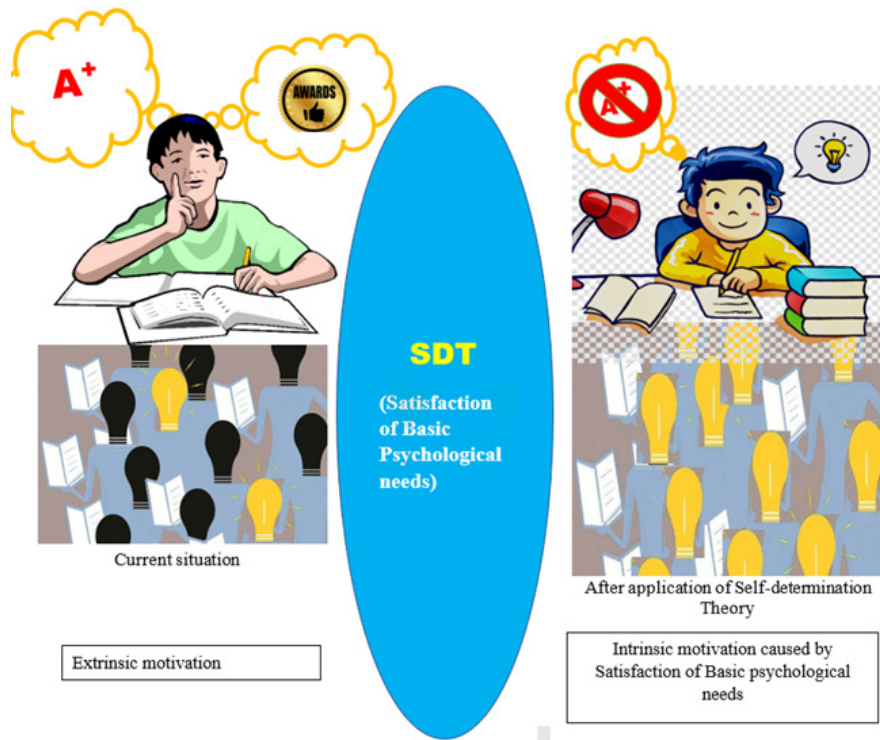 A+
AWARDS
A+
SDT
(Satisfaction
of Basic
Psychological
needs)
Current situation
After application of Self-determination
Theory
Extrinsic motivation
Intrinsic motivation caused by
Satisfaction of Basic psychological
needs